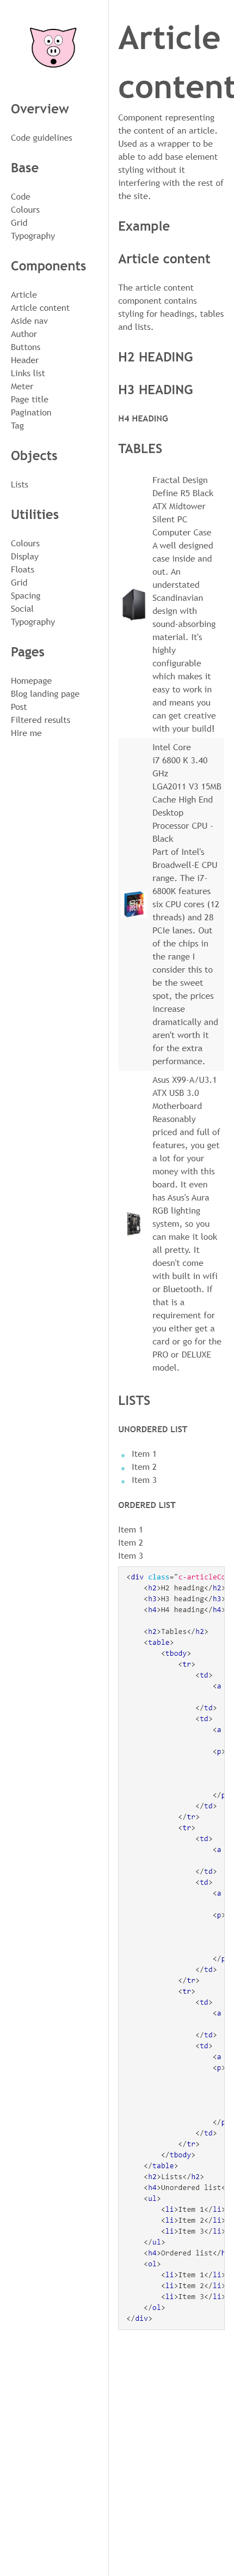 Overview
Code guidelines
Base
Code
Colours
Grid
Typography
Components
Article
Article content
Aside nav
Author
Buttons
Header
Links list
Meter
Page title
Pagination
Tag
Objects
Lists
Utilities
Colours
Display
Floats
Grid
Spacing
Social
Typography
Pages
Homepage
Blog landing page
Post
Filtered results
Hire me
Article
content
Component representing
the content of an article.
Used as a wrapper to be
able to add base element
styling without it
interfering with the rest of
the site.
Example
Article content
The article content
component contains
styling for headings, tables
and lists.
H2 HEADING
H3 HEADING
H4 HEADING
TABLES
Fractal Design
Define R5 Black
ATX Midtower
Silent PC
Computer Case
A well designed
case inside and
out. An
understated
Scandinavian
design with
sound-absorbing
material. It's
highly
configurable
which makes it
easy to work in
and means you
can get creative
with your build!
Intel Core
i7 6800 K 3.40
GHz
LGA2011 V3 15MB
Cache High End
Desktop
Processor CPU -
Black
Part of Intel's
Broadwell-E CPU
range. The i7-
6800K features
six CPU cores (12
threads) and 28
PCIe lanes. Out
of the chips in
the range I
consider this to
be the sweet
spot, the prices
increase
dramatically and
aren't worth it
for the extra
performance.
Asus X99-A/U3.1
ATX USB 3.0
Motherboard
Reasonably
priced and full of
features, you get
a lot for your
money with this
board. It even
has Asus's Aura
RGB lighting
system, so you
can make it look
all pretty. It
doesn't come
with built in wifi
or Bluetooth. If
that is a
requirement for
you either get a
card or go for the
PRO or DELUXE
model.
LISTS
UNORDERED LIST
Item 1
Item 2
Item 3
ORDERED LIST
Item 1
Item 2
Item 3
<div class="c-articleCo
<h2>H2 heading</h2>
<h3>H3 heading</h3>
<h4>H4 heading</h4>
<h2>Tables</h2>
<table>
<tbody>
<tr>
<td>
<a
</td>
<td>
<a
<p>
</p
</td>
</tr>
<tr>
<td>
<a
</td>
<td>
<a
<p>
</p
</td>
</tr>
<tr>
<td>
<a
</td>
<td>
<a
<p>
</p
</td>
</tr>
</tbody>
</table>
<h2>Lists</h2>
<h4>Unordered list<
<ul>
<li>Item 1</li>
<li>Item 2</li>
<li>Item 3</li>
</ul>
<h4>Ordered list</h
<ol>
<li>Item 1</li>
<li>Item 2</li>
<li>Item 3</li>
</ol>
</div>